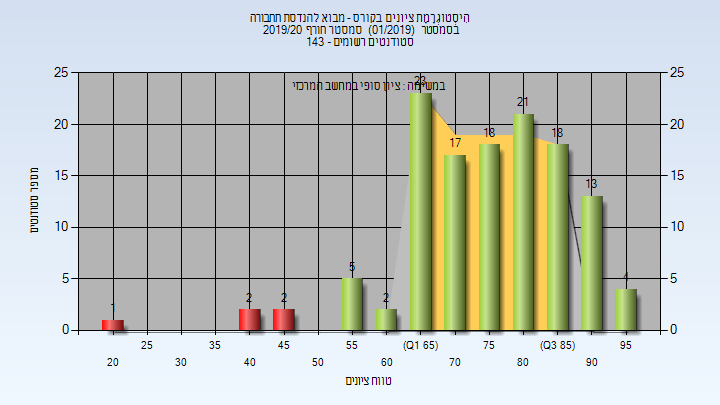 היסטוגרמת ציונים בקורס - מבוא להנדסת תחבורה
בסמסטר (01/2019) סמסטר חורף 2019/20
סטודנטים רשומים - 143
במשימה : ציון סופי במחשב המרכזי
25 25
20 20
15 15
10 10
5 5
0 0
מספר סטודנטים
1 2 2 5 2 23 17 18 21 18 13 4
25 35 45 55 (Q1 65) 75 (Q3 85) 95
20 30 40 50 60 70 80 90
טווח ציונים